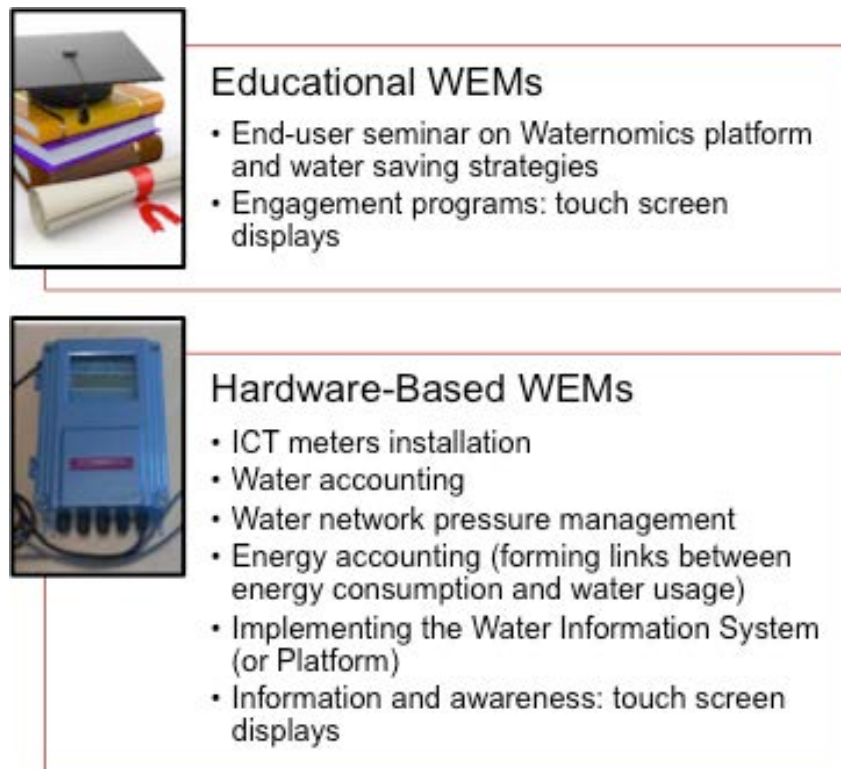 Educational WEMs
• End-user seminar on Waternomics platform
and water saving strategies
• Engagement programs: touch screen
displays
Hardware-Based WEMs
• ICT meters installation
• Water accounting
• Water network pressure management
• Energy accounting (forming links between
energy consumption and water usage)
• Implementing the Water Information System
(or Platform)
• Information and awareness: touch screen
displays